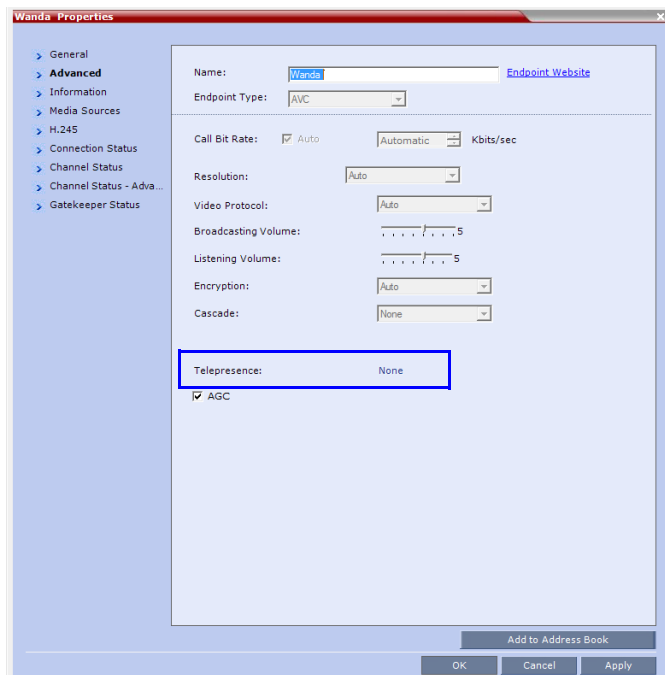 Wanda Properties
General
Advanced
Information
Media Sources
H.245
Connection Status
Channel Status
Channel Status - Adva...
Gatekeeper Status
Name: Wanda Endpoint Website
Endpoint Type: AVC
Call Bit Rate: Auto Automatic Kbits/sec
Resolution: Auto
Video Protocol: Auto
Broadcasting Volume: 5
Listening Volume: 5
Encryption: Auto
Cascade: None
Telepresence: None
AGC
Add to Address Book
OK Cancel Apply